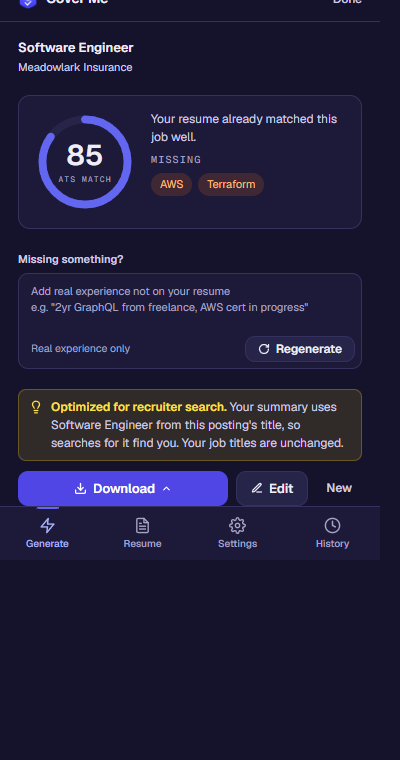 Cover Me
Done
Software Engineer
Meadowlark Insurance
85
ATS MATCH
Your resume already matched this
job well.
MISSING
AWS
Terraform
Missing something?
Add real experience not on your resume
e.g. "2yr GraphQL from freelance, AWS cert in progress"
Real experience only
Regenerate
Optimized for recruiter search. Your summary uses
Software Engineer from this posting's title, so
searches for it find you. Your job titles are unchanged.
Download
Edit
New
Generate
Resume
Settings
History